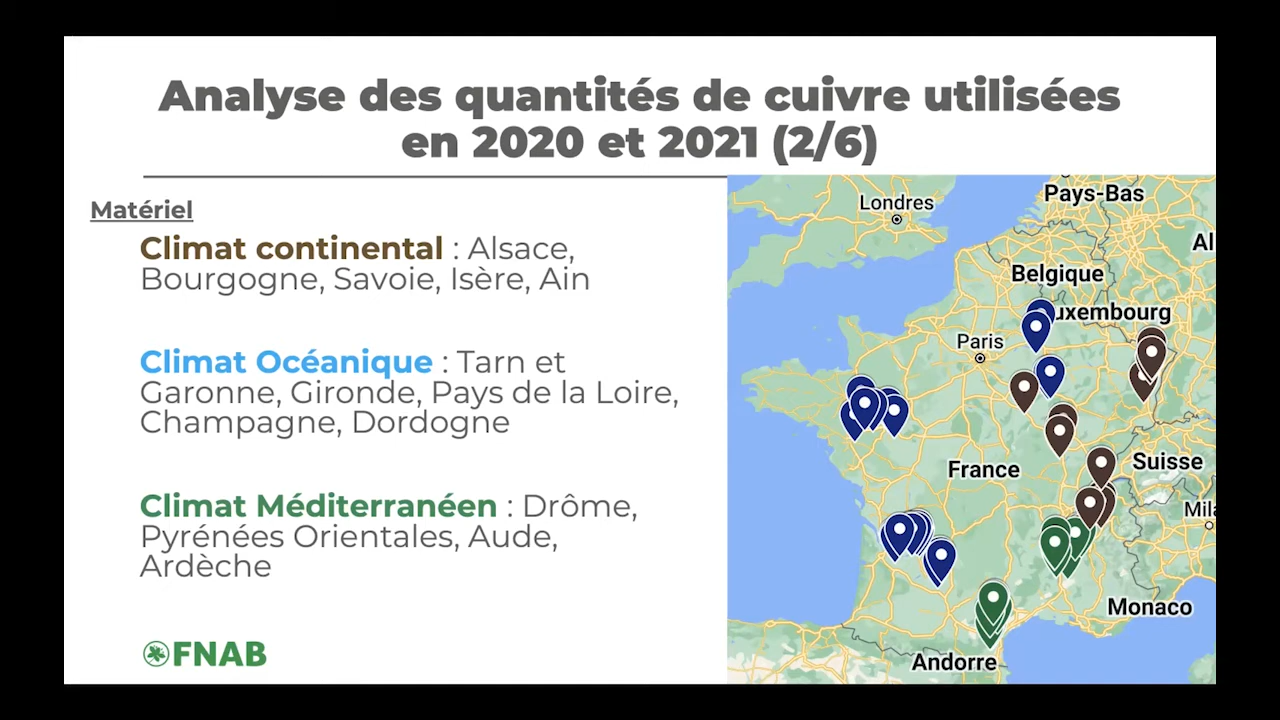 Analyse des quantités de cuivre utilisées
en 2020 et 2021 (2/6)
Matériel
Climat continental : Alsace,
Bourgogne, Savoie, Isère, Ain
Climat Océanique : Tarn et
Garonne, Gironde, Pays de la Loire,
Champagne, Dordogne
Climat Méditerranéen : Drôme,
Pyrénées Orientales, Aude,
Ardèche
FNAB
Londres
Pays-Bas
Al
Belgique
uxembourg
Paris
France
Suisse
Mila
Monaco
Andorre